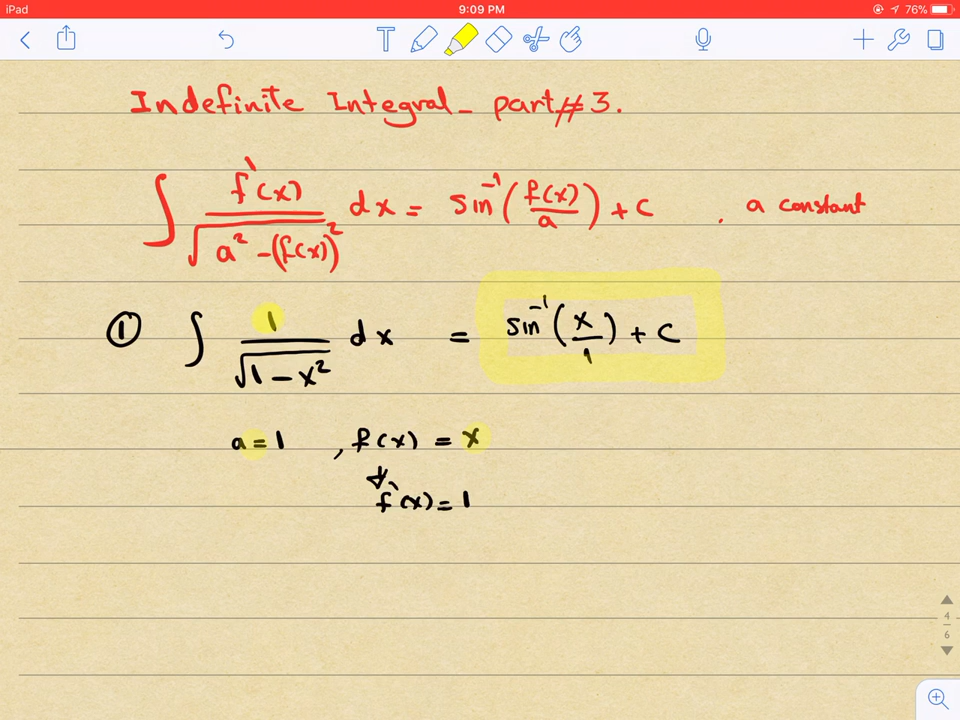 iPad 9:09 PM 76%
T
Indefinite Integral - part # 3.
∫ f'(x) / √(a² - (f(x))²) dx = sin⁻¹(f(x)/a) + c , a constant
① ∫ 1 / √(1 - x²) dx = sin⁻¹(x/1) + c
a = 1 , f(x) = x
f'(x) = 1
4
6